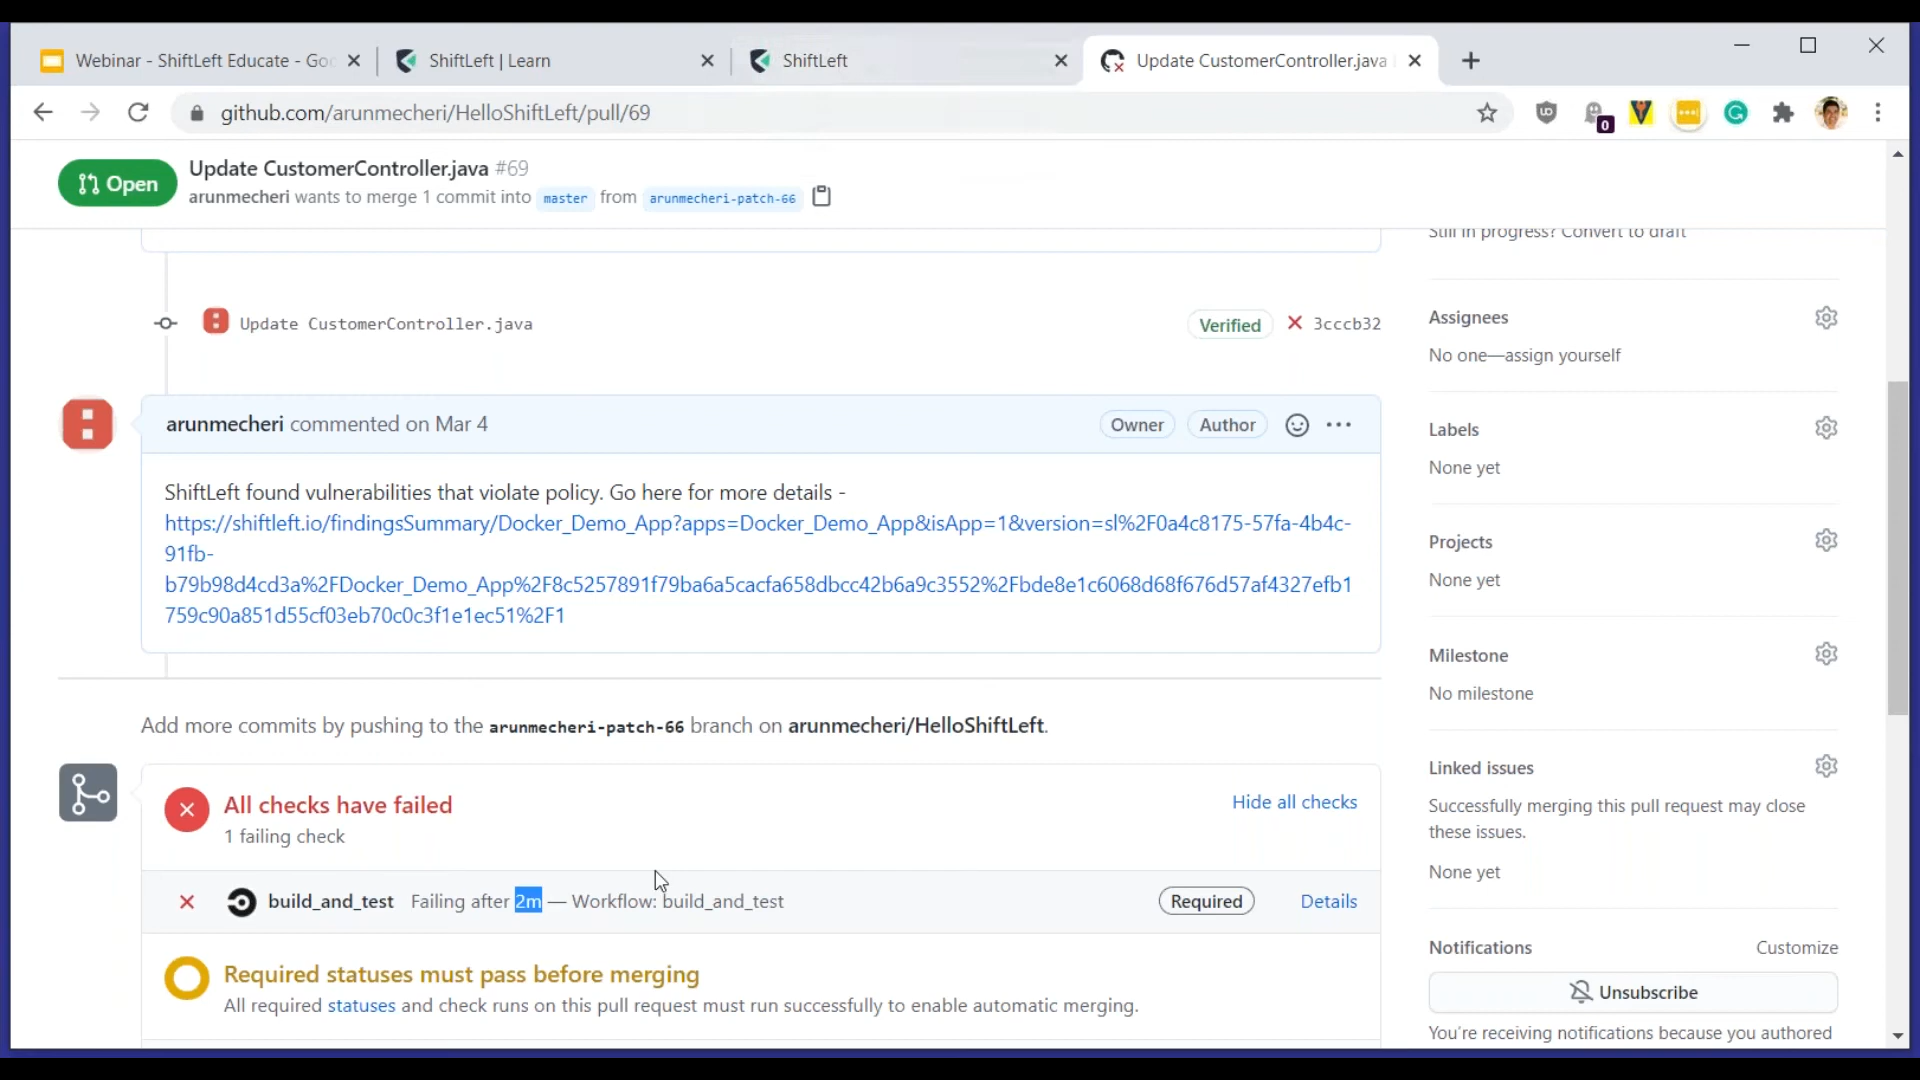 Webinar - ShiftLeft Educate - Goo
ShiftLeft | Learn
ShiftLeft
Update CustomerController.java
github.com/arunmecheri/HelloShiftLeft/pull/69
0
Open
Update CustomerController.java #69
arunmecheri wants to merge 1 commit into master from arunmecheri-patch-66
Still in progress? Convert to draft
Update CustomerController.java
Verified
3cccb32
Assignees
No one—assign yourself
arunmecheri commented on Mar 4
Owner
Author
Labels
None yet
ShiftLeft found vulnerabilities that violate policy. Go here for more details -
https://shiftleft.io/findingsSummary/Docker_Demo_App?apps=Docker_Demo_App&isApp=1&version=sl%2F0a4c8175-57fa-4b4c-
91fb-
b79b98d4cd3a%2FDocker_Demo_App%2F8c5257891f79ba6a5cacfa658dbcc42b6a9c3552%2Fbde8e1c6068d68f676d57af4327efb1
759c90a851d55cf03eb70c0c3f1e1ec51%2F1
Projects
None yet
Milestone
No milestone
Add more commits by pushing to the arunmecheri-patch-66 branch on arunmecheri/HelloShiftLeft.
All checks have failed
1 failing check
Hide all checks
Linked issues
Successfully merging this pull request may close
these issues.
None yet
build_and_test Failing after 2m — Workflow: build_and_test
Required
Details
Required statuses must pass before merging
All required statuses and check runs on this pull request must run successfully to enable automatic merging.
Notifications
Customize
Unsubscribe
You're receiving notifications because you authored